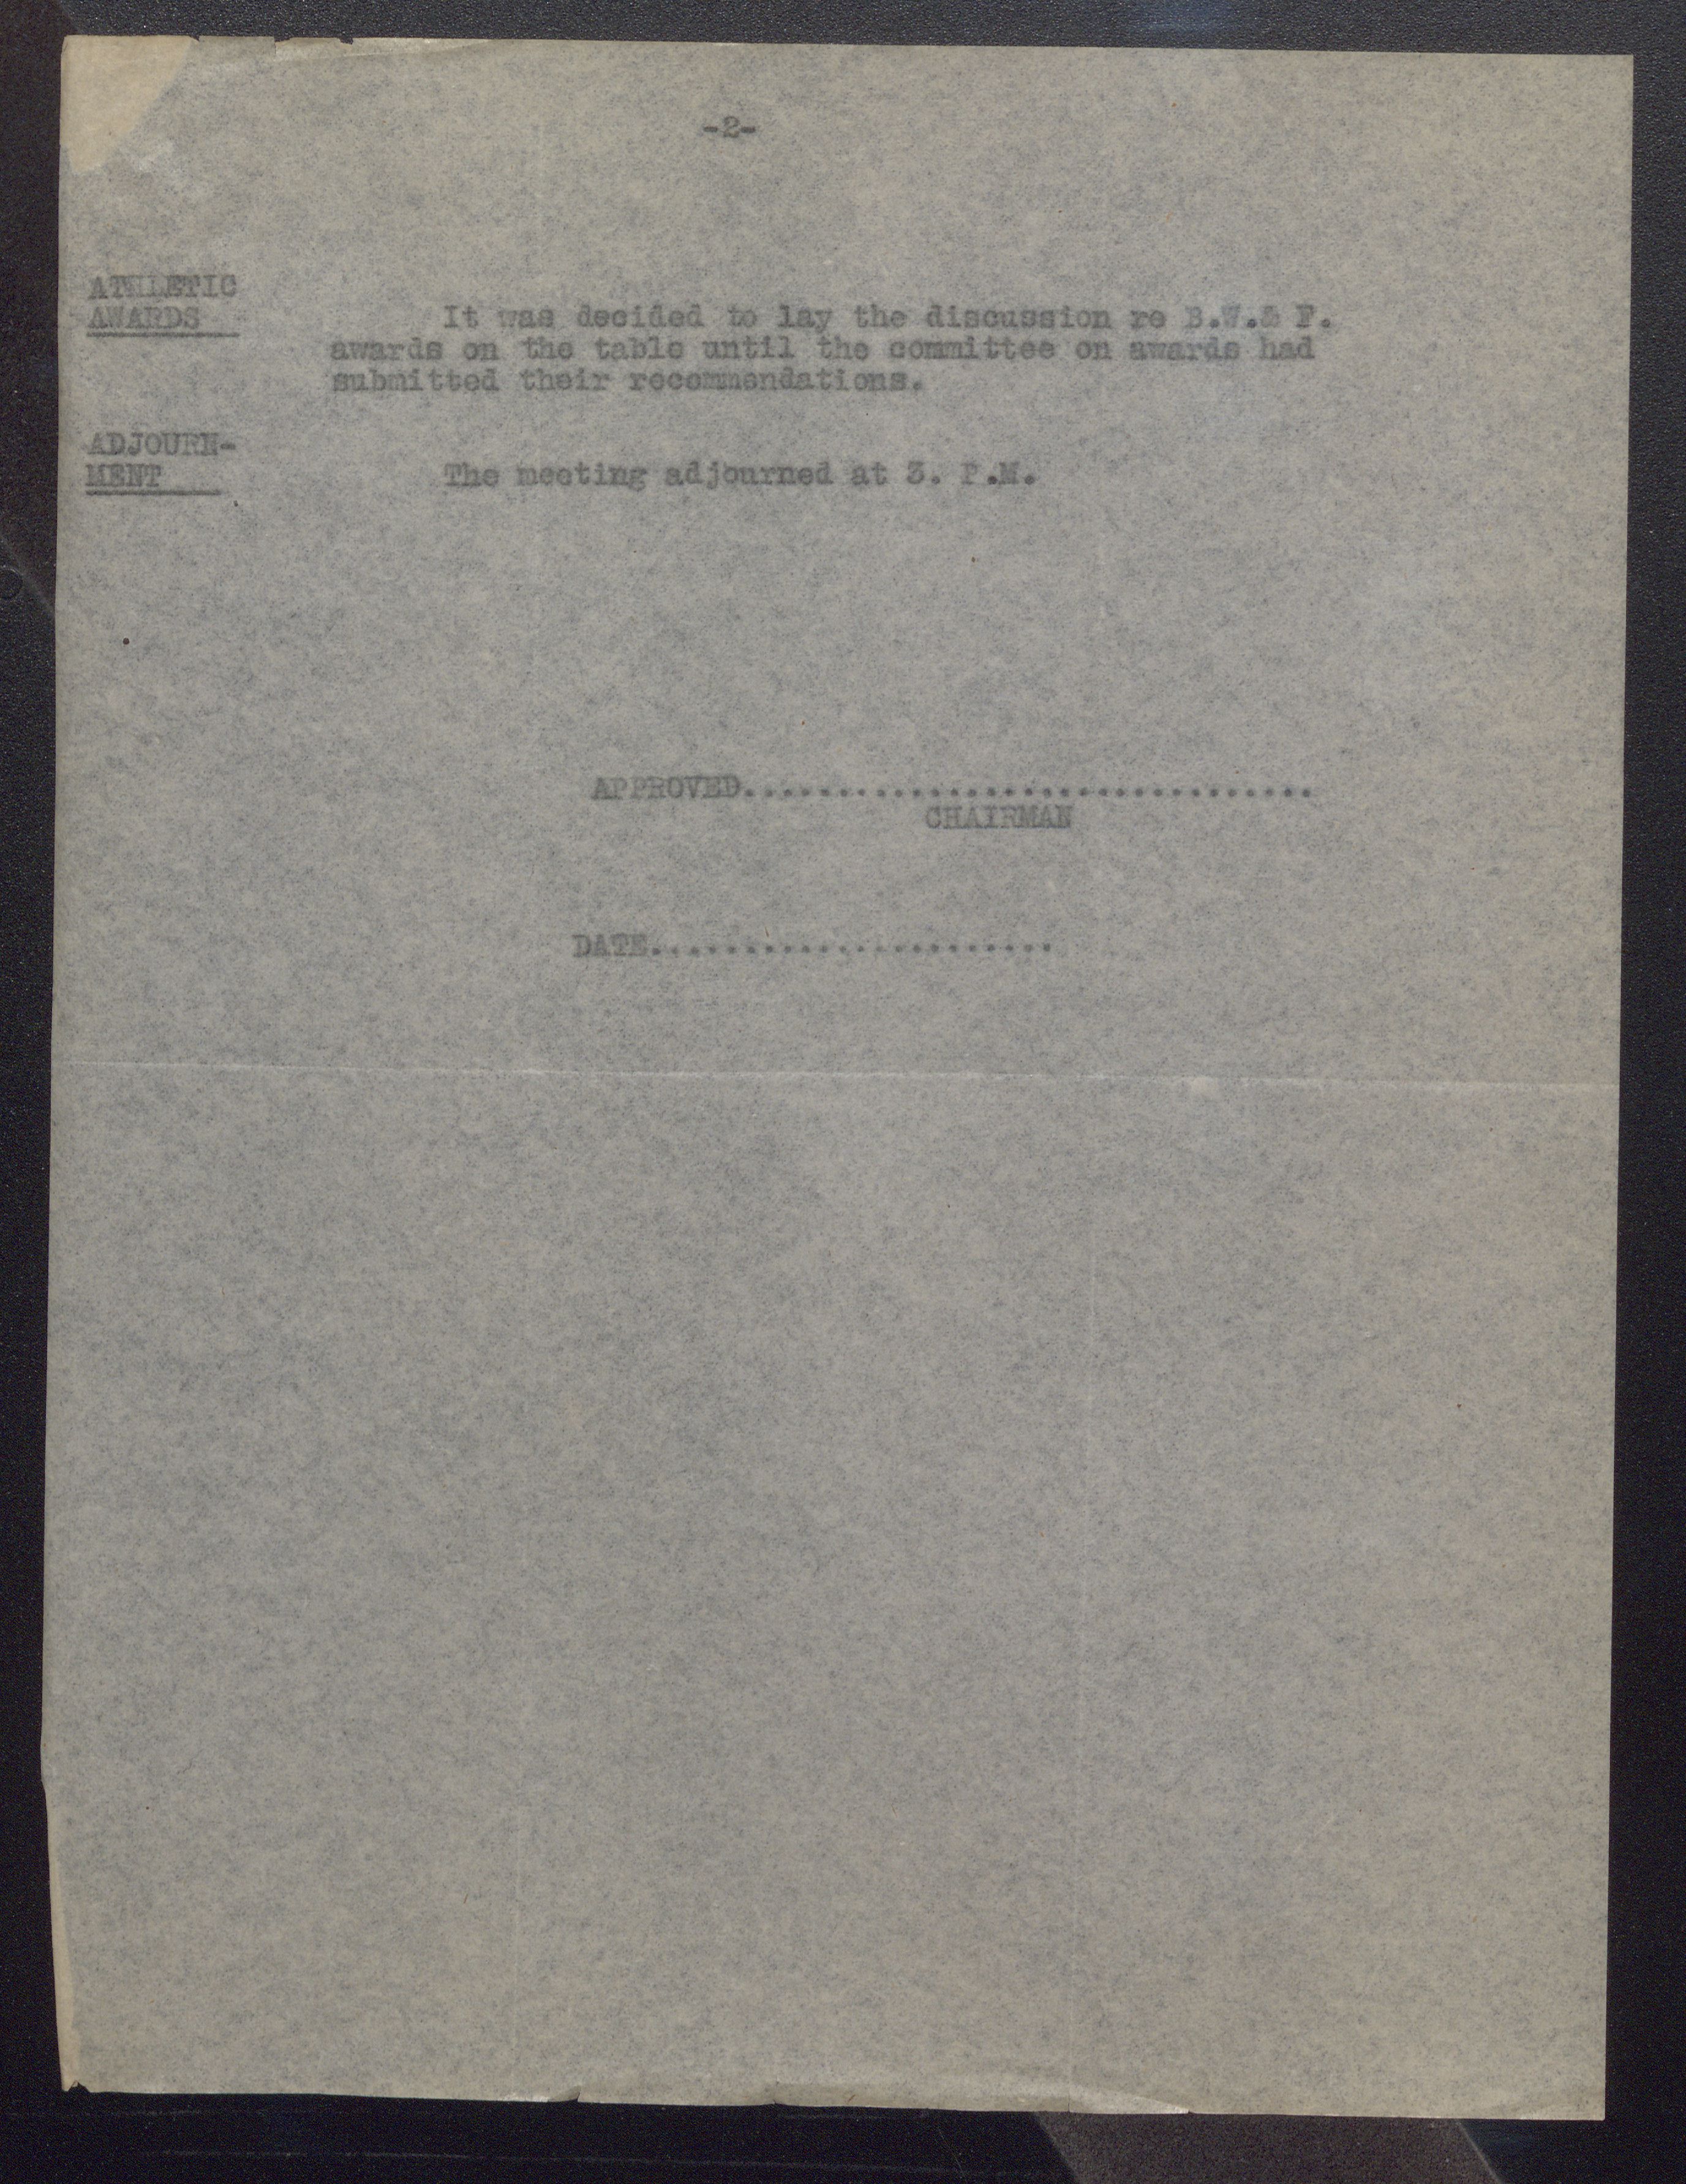 -2-
ATHLETIC
AWARDS
It was decided to lay the discussion re B.W.& F.
awards on the table until the committee on awards had
submitted their recommendations.
ADJOURN-
MENT
The meeting adjourned at 3. P.M.
APPROVED...............................
CHAIRMAN
DATE......................